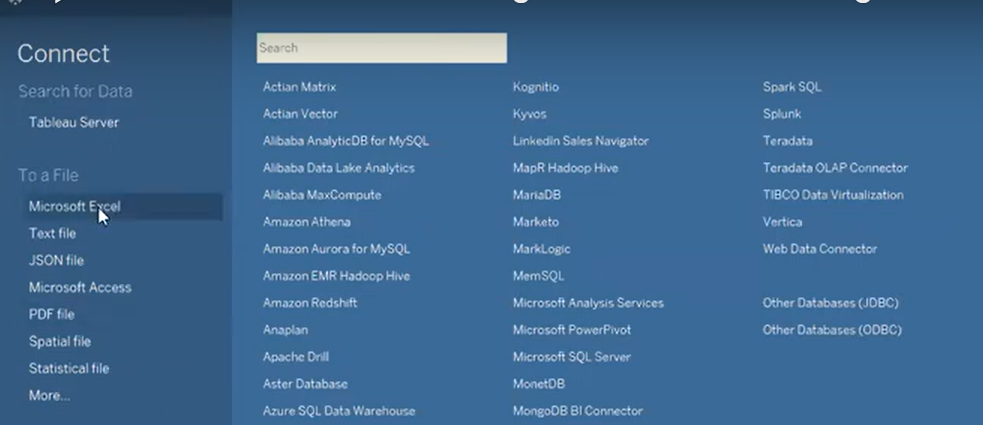 Connect
Search for Data
Tableau Server
To a File
Microsoft Excel
Text file
JSON file
Microsoft Access
PDF file
Spatial file
Statistical file
More...
Search
Actian Matrix
Actian Vector
Alibaba AnalyticDB for MySQL
Alibaba Data Lake Analytics
Alibaba MaxCompute
Amazon Athena
Amazon Aurora for MySQL
Amazon EMR Hadoop Hive
Amazon Redshift
Anaplan
Apache Drill
Aster Database
Azure SQL Data Warehouse
Kognitio
Kyvos
LinkedIn Sales Navigator
MapR Hadoop Hive
MariaDB
Marketo
MarkLogic
MemSQL
Microsoft Analysis Services
Microsoft PowerPivot
Microsoft SQL Server
MonetDB
MongoDB BI Connector
Spark SQL
Splunk
Teradata
Teradata OLAP Connector
TIBCO Data Virtualization
Vertica
Web Data Connector
Other Databases (JDBC)
Other Databases (ODBC)